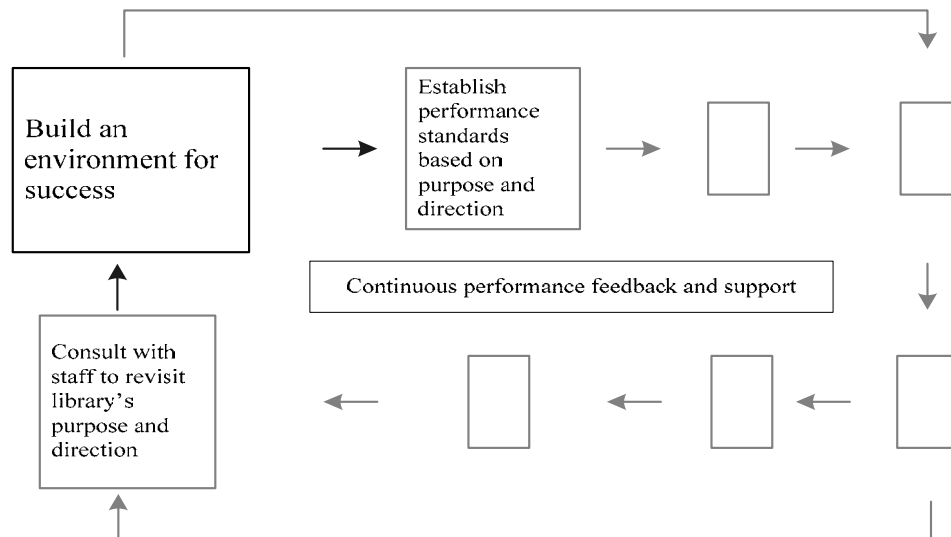 Build an
environment for
success
Establish
performance
standards
based on
purpose and
direction
Continuous performance feedback and support
Consult with
staff to revisit
library’s
purpose and
direction